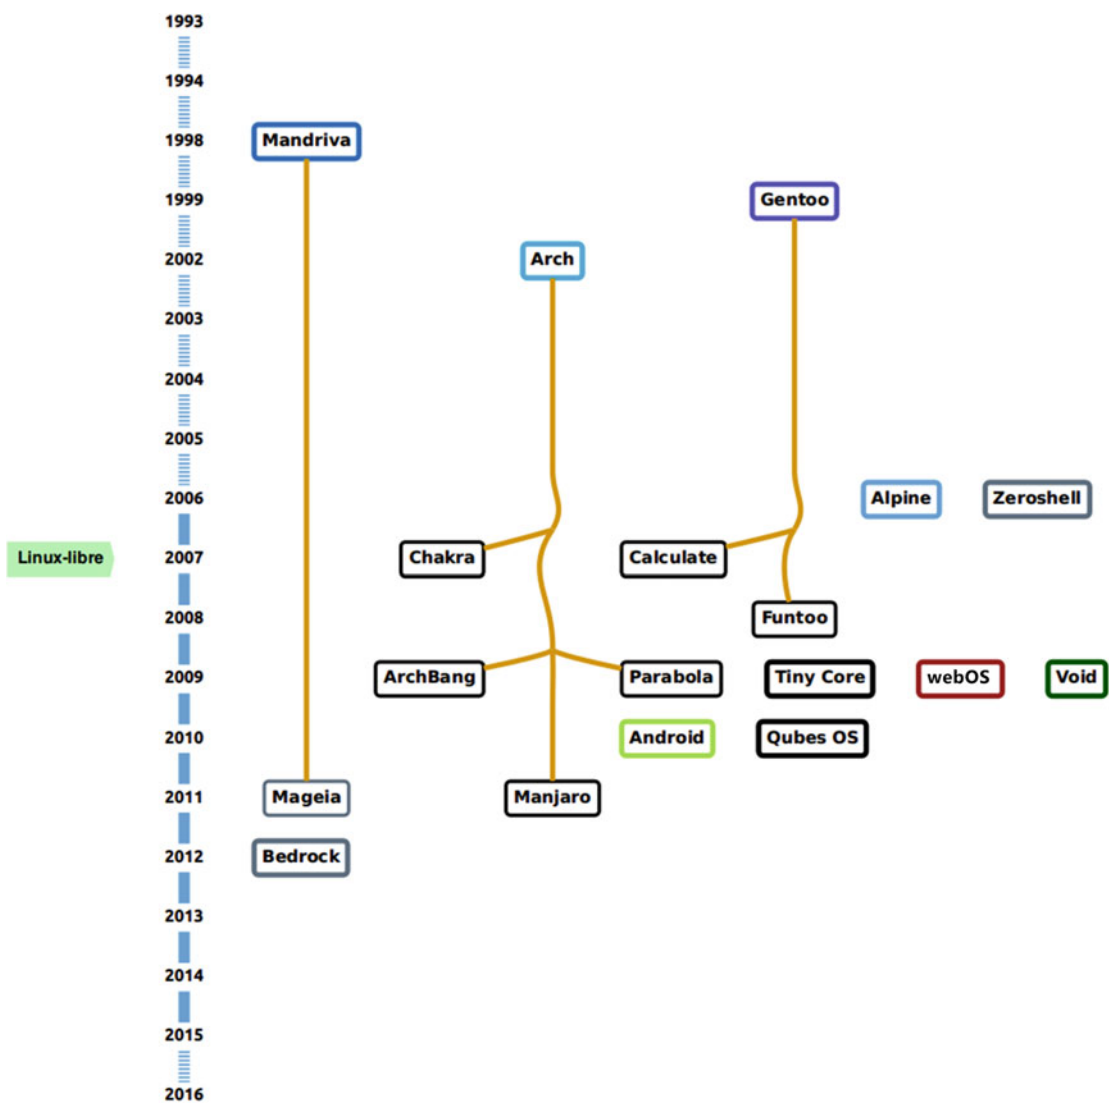 1993
1994
1998 Mandriva
1999 Gentoo
2002 Arch
2003
2004
2005
2006 Alpine Zeroshell
Linux-libre 2007 Chakra Calculate
2008 Funtoo
2009 ArchBang Parabola Tiny Core webOS Void
2010 Android Qubes OS
2011 Mageia Manjaro
2012 Bedrock
2013
2014
2015
2016